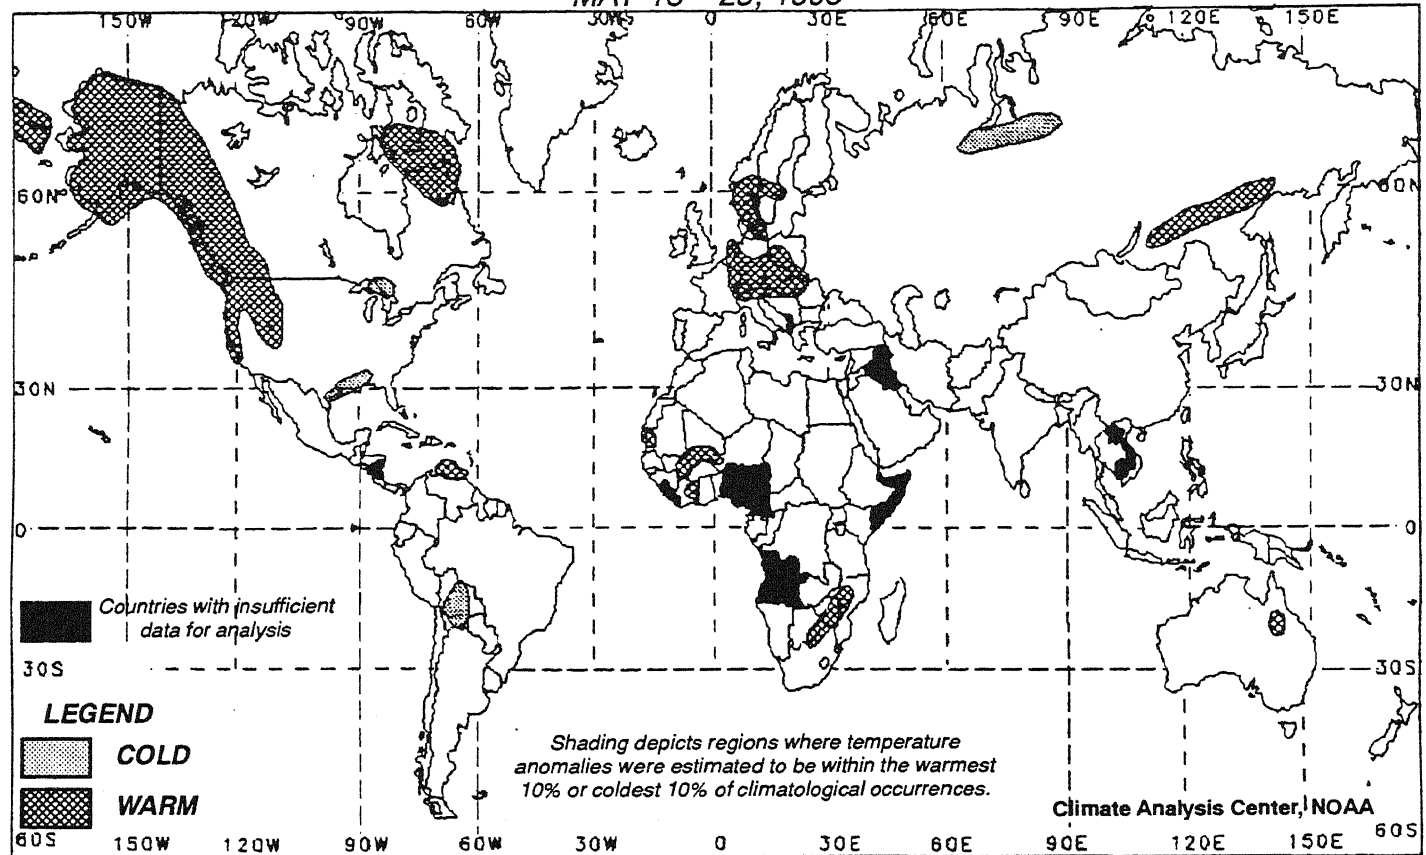 150W 120W 90W 60W 30W 0 30E 60E 90E 120E 150E
60N 60N
30N 30N
0 0
Countries with insufficient
data for analysis
30S 30S
LEGEND
COLD
WARM
Shading depicts regions where temperature
anomalies were estimated to be within the warmest
10% or coldest 10% of climatological occurrences.
Climate Analysis Center, NOAA
60S 150W 120W 90W 60W 30W 0 30E 60E 90E 120E 150E 60S